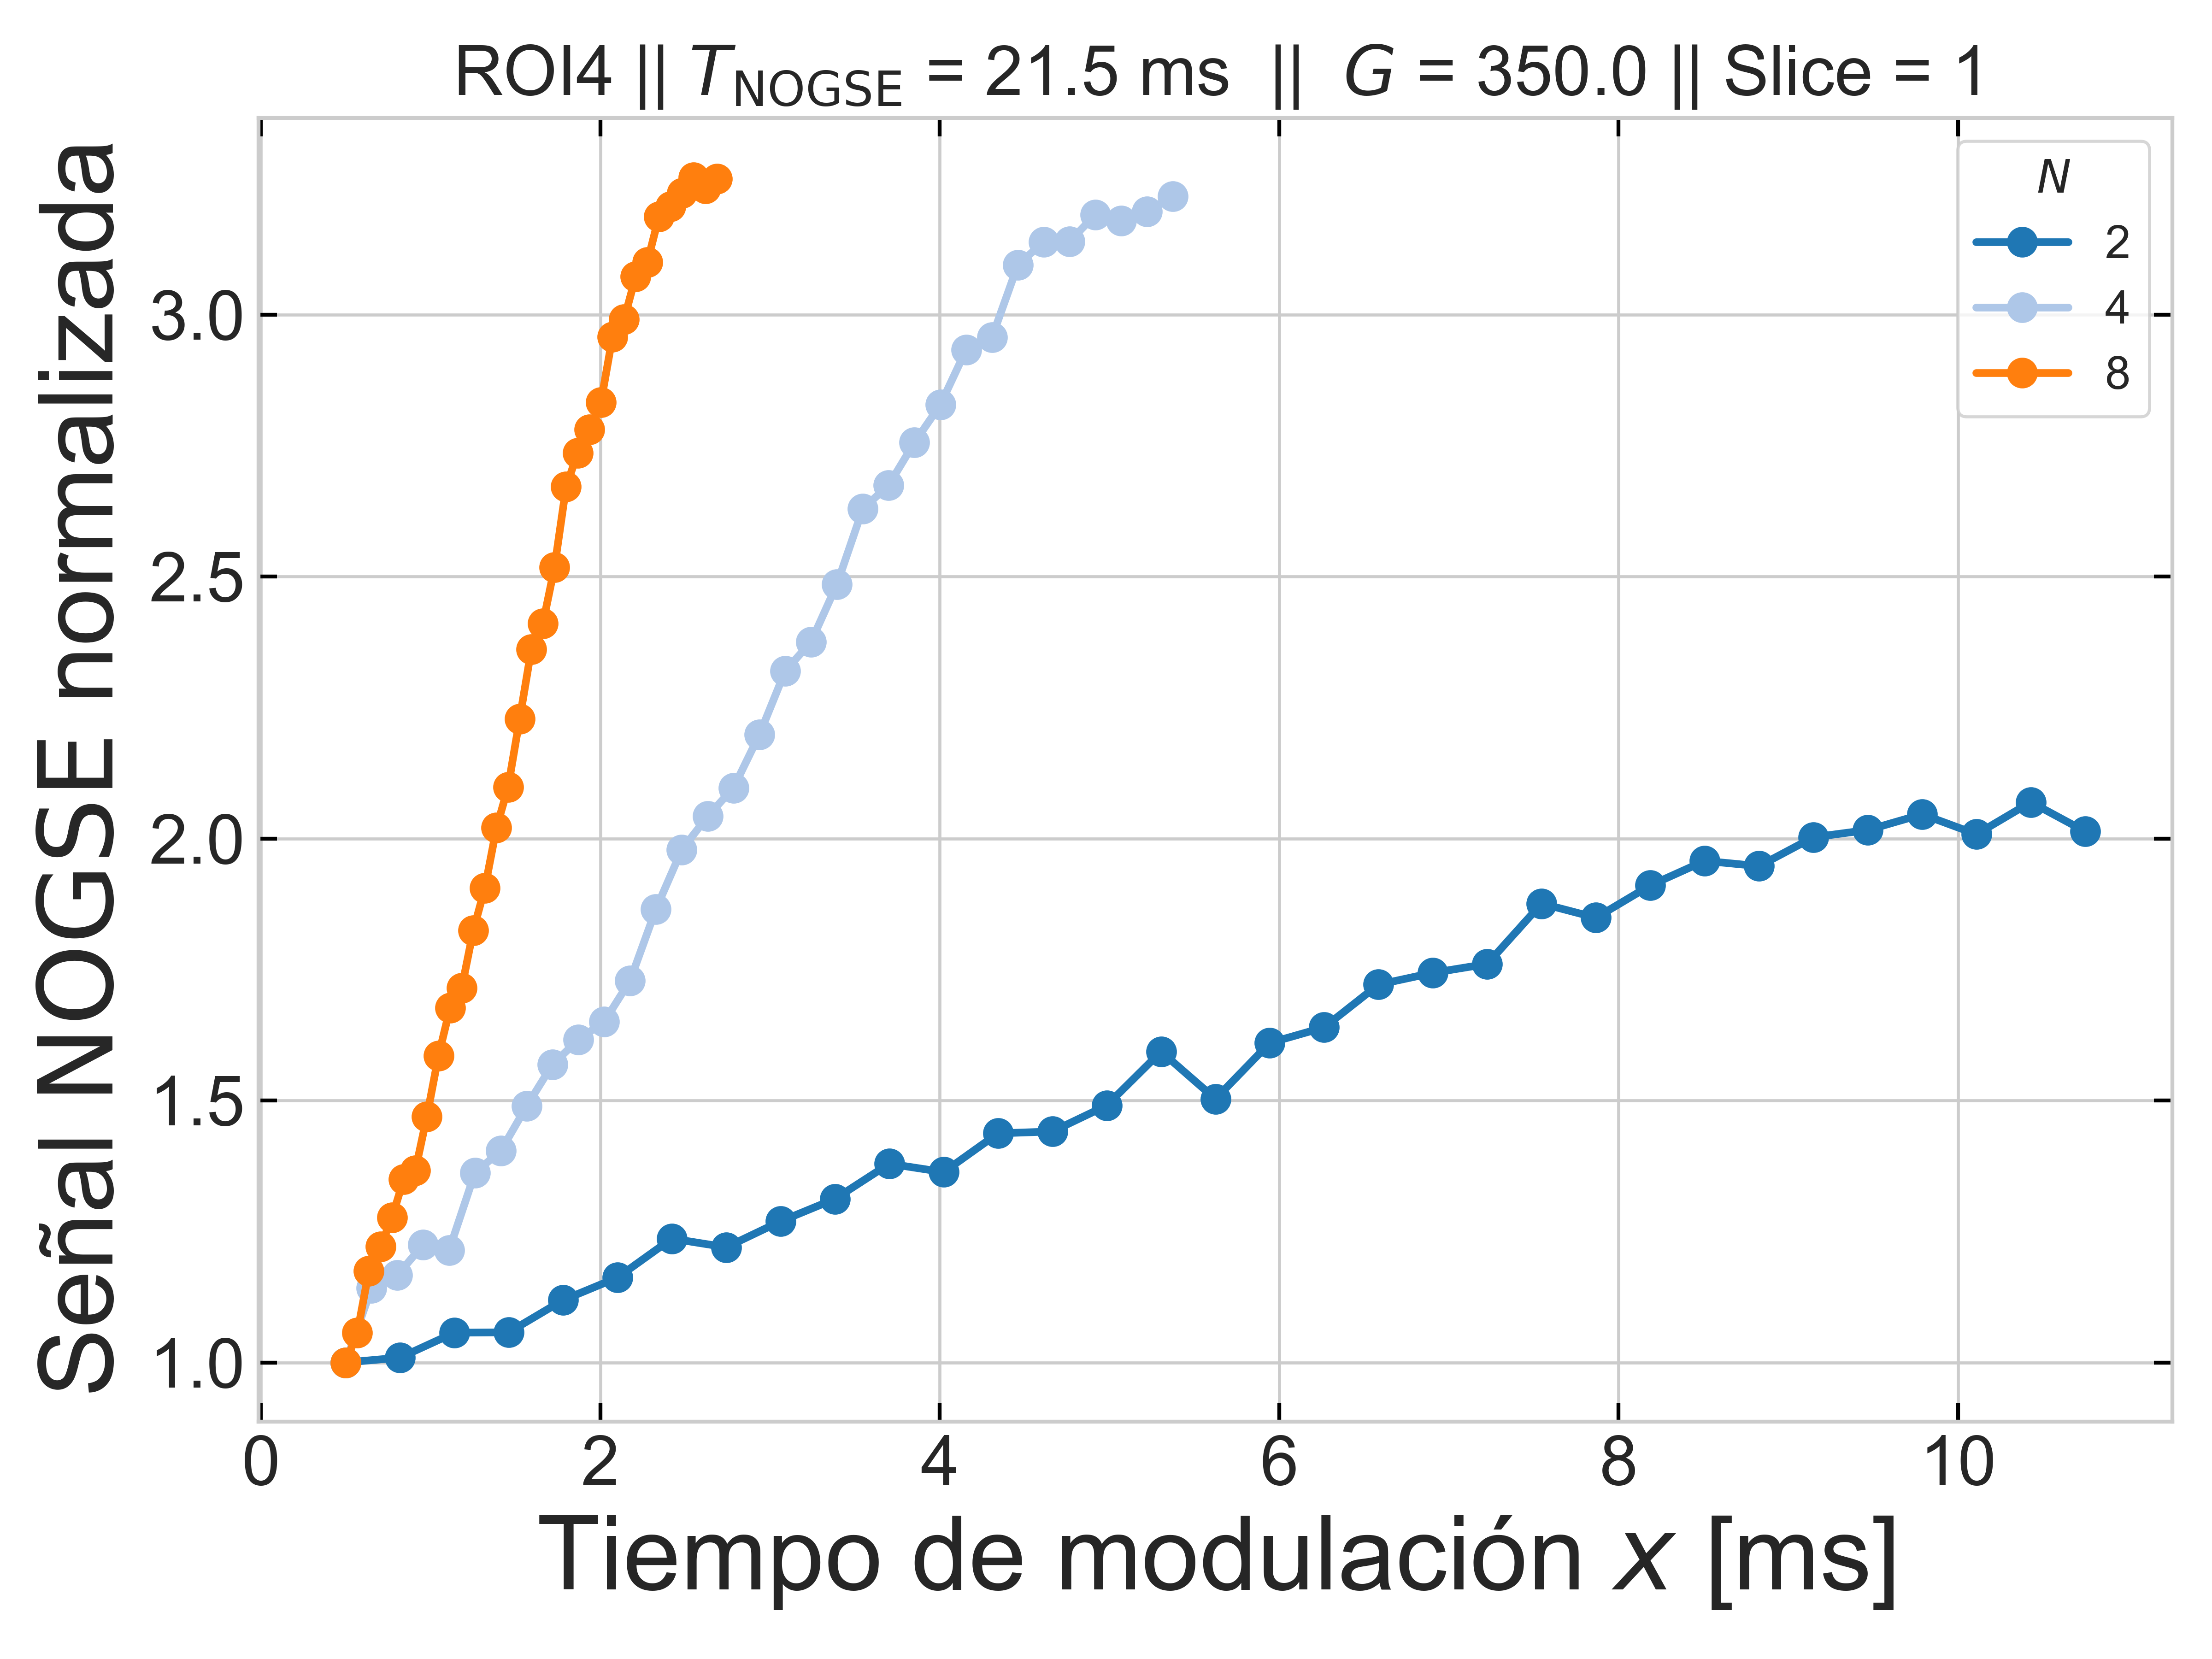 ROI4 || T_NOGSE = 21.5 ms || G = 350.0 || Slice = 1
Señal NOGSE normalizada
3.0
2.5
2.0
1.5
1.0
N
2
4
8
0 2 4 6 8 10
Tiempo de modulación x [ms]